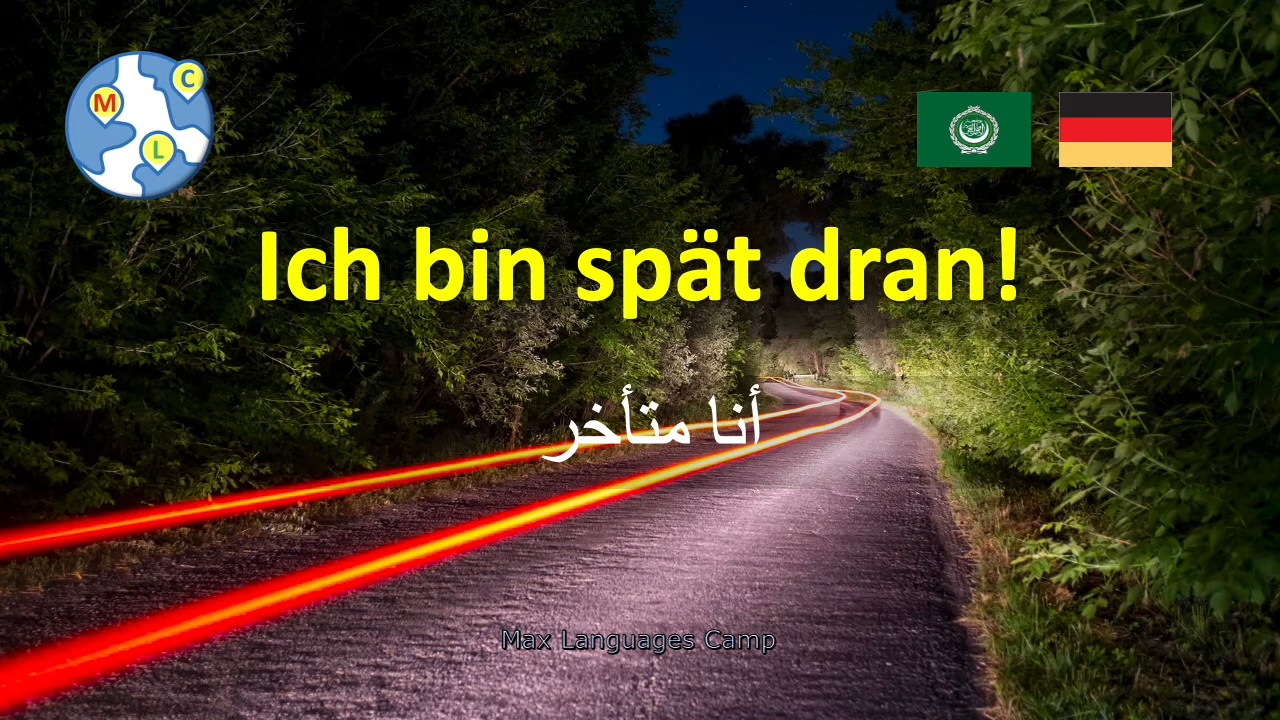 M
C
L
Ich bin spät dran!
أنا متأخر
Max Languages Camp